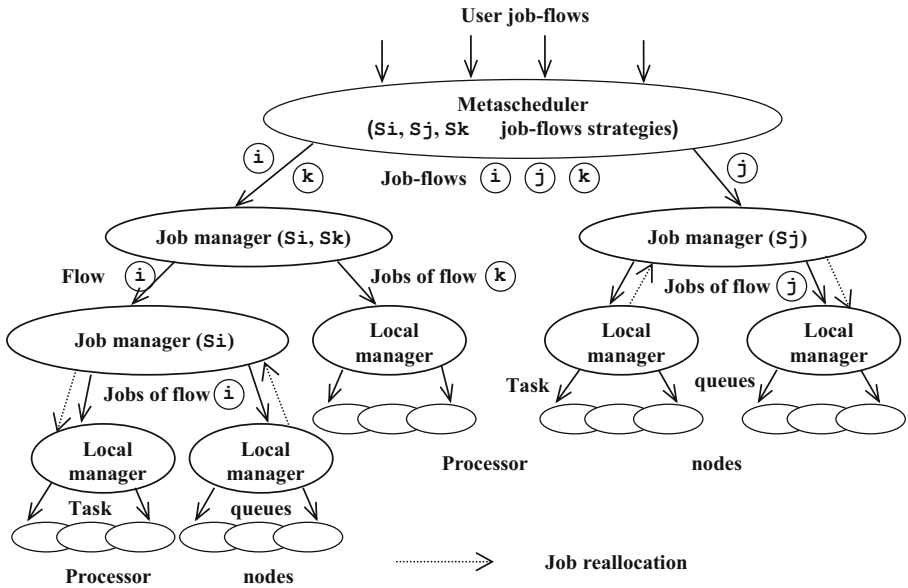 User job-flows
Metascheduler
(Si, Sj, Sk job-flows strategies)
i
k
Job-flows i j k
j
Job manager (Si, Sk)
Job manager (Sj)
Flow i
Jobs of flow k
Jobs of flow j
Job manager (Si)
Local
manager
Local
manager
Local
manager
Jobs of flow i
Task
queues
Local
manager
Local
manager
Processor
nodes
Task
queues
Job reallocation
Processor
nodes